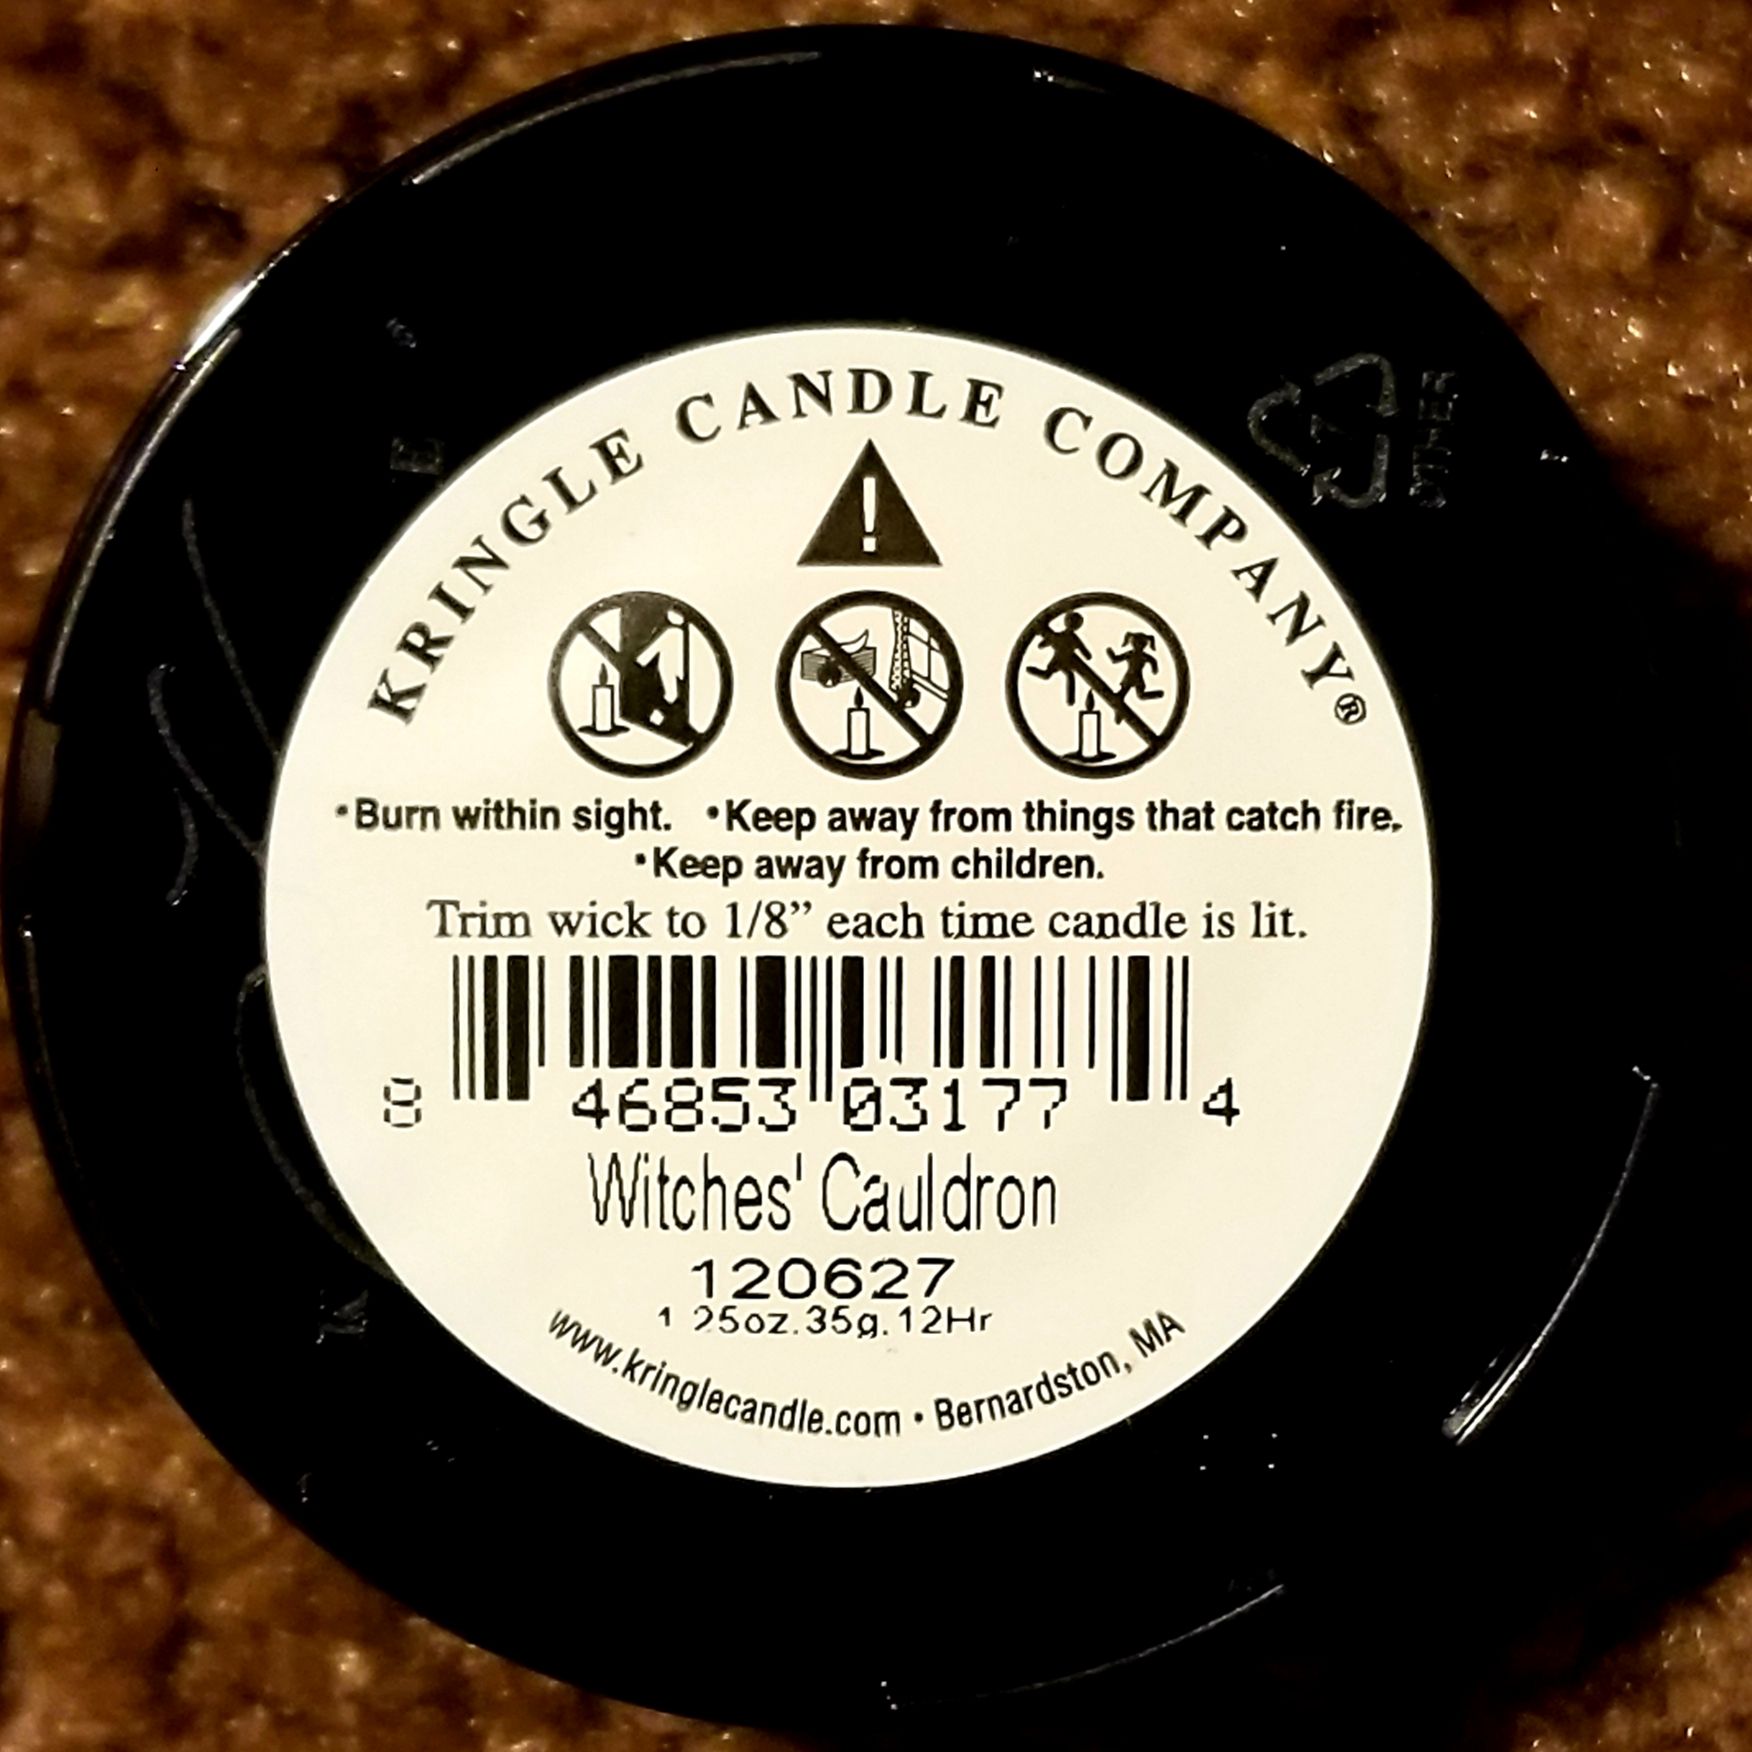 KRINGLE CANDLE COMPANY®
!
•Burn within sight. •Keep away from things that catch fire.
•Keep away from children.
Trim wick to 1/8” each time candle is lit.
8 46853 03177 4
Witches' Cauldron
120627
1 25oz.35g.12Hr
www.kringlecandle.com • Bernardston, MA
OTHER